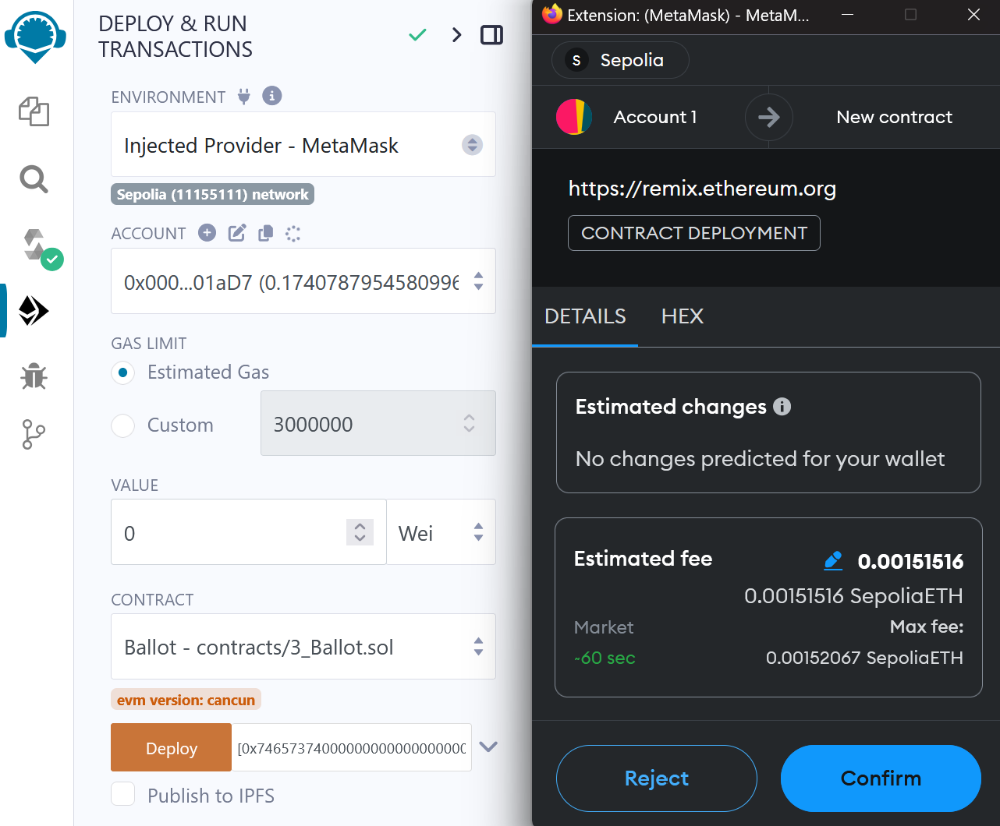 DEPLOY & RUN
TRANSACTIONS
ENVIRONMENT
Injected Provider - MetaMask
Sepolia (11155111) network
ACCOUNT
0x000...01aD7 (0.1740787954580996
GAS LIMIT
Estimated Gas
Custom
3000000
VALUE
0
Wei
CONTRACT
Ballot - contracts/3_Ballot.sol
evm version: cancun
Deploy
[0x74657374000000000000000000
Publish to IPFS
Extension: (MetaMask) - MetaM...
S Sepolia
Account 1
New contract
https://remix.ethereum.org
CONTRACT DEPLOYMENT
DETAILS
HEX
Estimated changes
No changes predicted for your wallet
Estimated fee
0.00151516
0.00151516 SepoliaETH
Market
Max fee:
~60 sec
0.00152067 SepoliaETH
Reject
Confirm